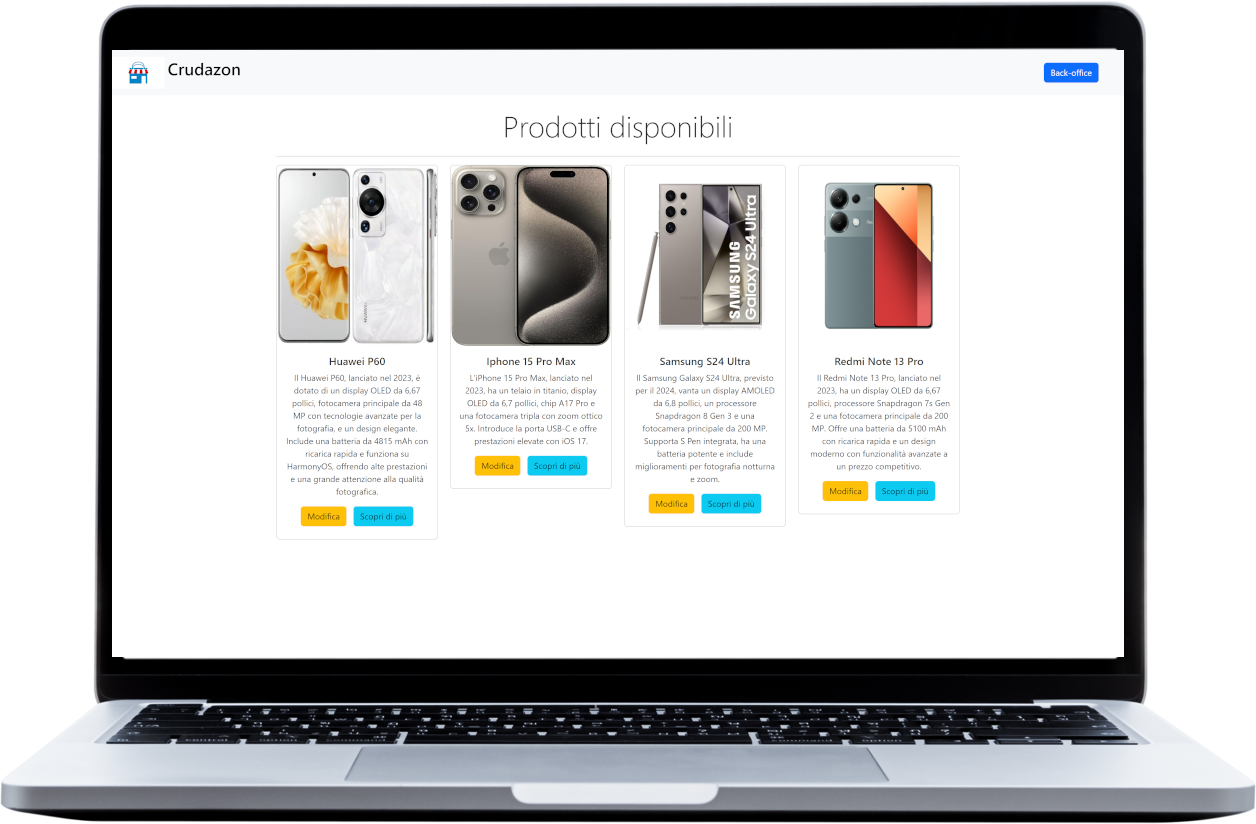 Crudazon
Back-office
Prodotti disponibili
SAMSUNG
Galaxy S24 Ultra
Huawei P60
Il Huawei P60, lanciato nel 2023, è
dotato di un display OLED da 6,67
pollici, fotocamera principale da 48
MP con tecnologie avanzate per la
fotografia, e un design elegante.
Include una batteria da 4815 mAh con
ricarica rapida e funziona su
HarmonyOS, offrendo alte prestazioni
e una grande attenzione alla qualità
fotografica.
Modifica
Scopri di più
Iphone 15 Pro Max
L'iPhone 15 Pro Max, lanciato nel
2023, ha un telaio in titanio, display
OLED da 6,7 pollici, chip A17 Pro e
una fotocamera tripla con zoom ottico
5x. Introduce la porta USB-C e offre
prestazioni elevate con iOS 17.
Modifica
Scopri di più
Samsung S24 Ultra
Il Samsung Galaxy S24 Ultra, previsto
per il 2024, vanta un display AMOLED
da 6,8 pollici, un processore
Snapdragon 8 Gen 3 e una
fotocamera principale da 200 MP.
Supporta S Pen integrata, ha una
batteria potente e include
miglioramenti per fotografia notturna
e zoom.
Modifica
Scopri di più
Redmi Note 13 Pro
Il Redmi Note 13 Pro, lanciato nel
2023, ha un display OLED da 6,67
pollici, processore Snapdragon 7s Gen
2 e una fotocamera principale da 200
MP. Offre una batteria da 5100 mAh
con ricarica rapida e un design
moderno con funzionalità avanzate a
un prezzo competitivo.
Modifica
Scopri di più
control
option
command
command
option